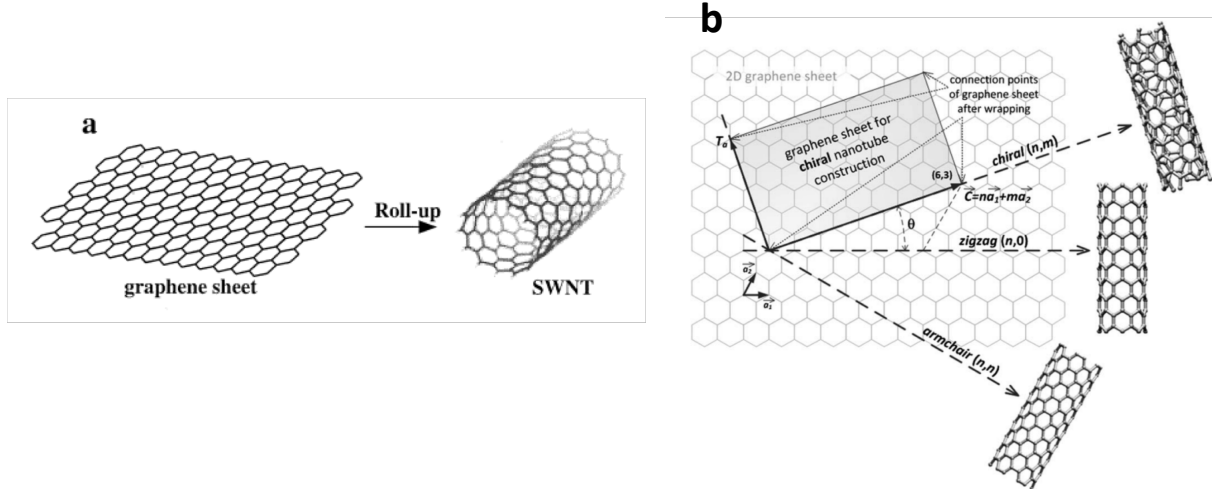 a
Roll-up
graphene sheet
SWNT
b
2D graphene sheet
connection points
of graphene sheet
after wrapping
graphene sheet for
chiral nanotube
construction
Ta
(6,3)
chiral (n,m)
C=na1+ma2
θ
zigzag (n,0)
a2
a1
armchair (n,n)